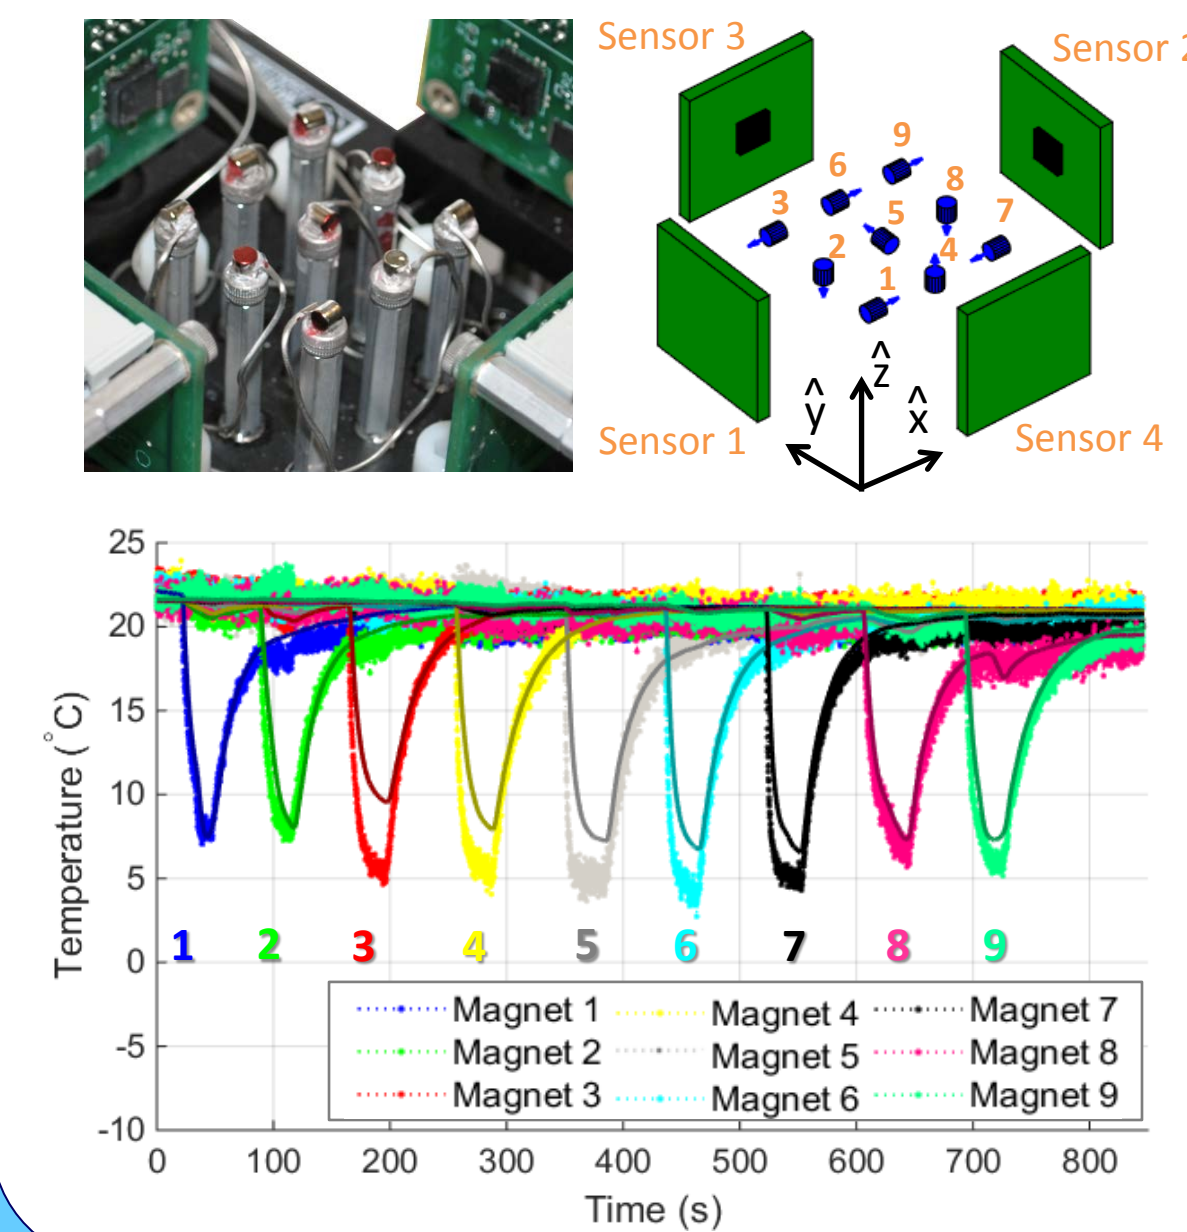 Sensor 3
Sensor 2
9
6
8
3
5
7
2
4
1
^
z
^
y
^
x
Sensor 1
Sensor 4
25
20
15
10
5
0
-5
-10
Temperature (°C)
1 2 3 4 5 6 7 8 9
Magnet 1 Magnet 4 Magnet 7
Magnet 2 Magnet 5 Magnet 8
Magnet 3 Magnet 6 Magnet 9
0 100 200 300 400 500 600 700 800
Time (s)